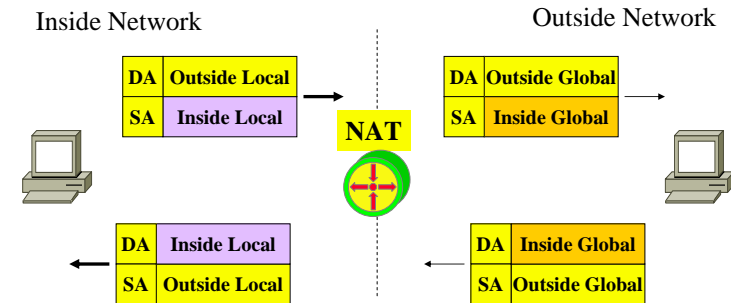 Inside Network
Outside Network
DA Outside Local
SA Inside Local
DA Outside Global
SA Inside Global
NAT
DA Inside Local
SA Outside Local
DA Inside Global
SA Outside Global